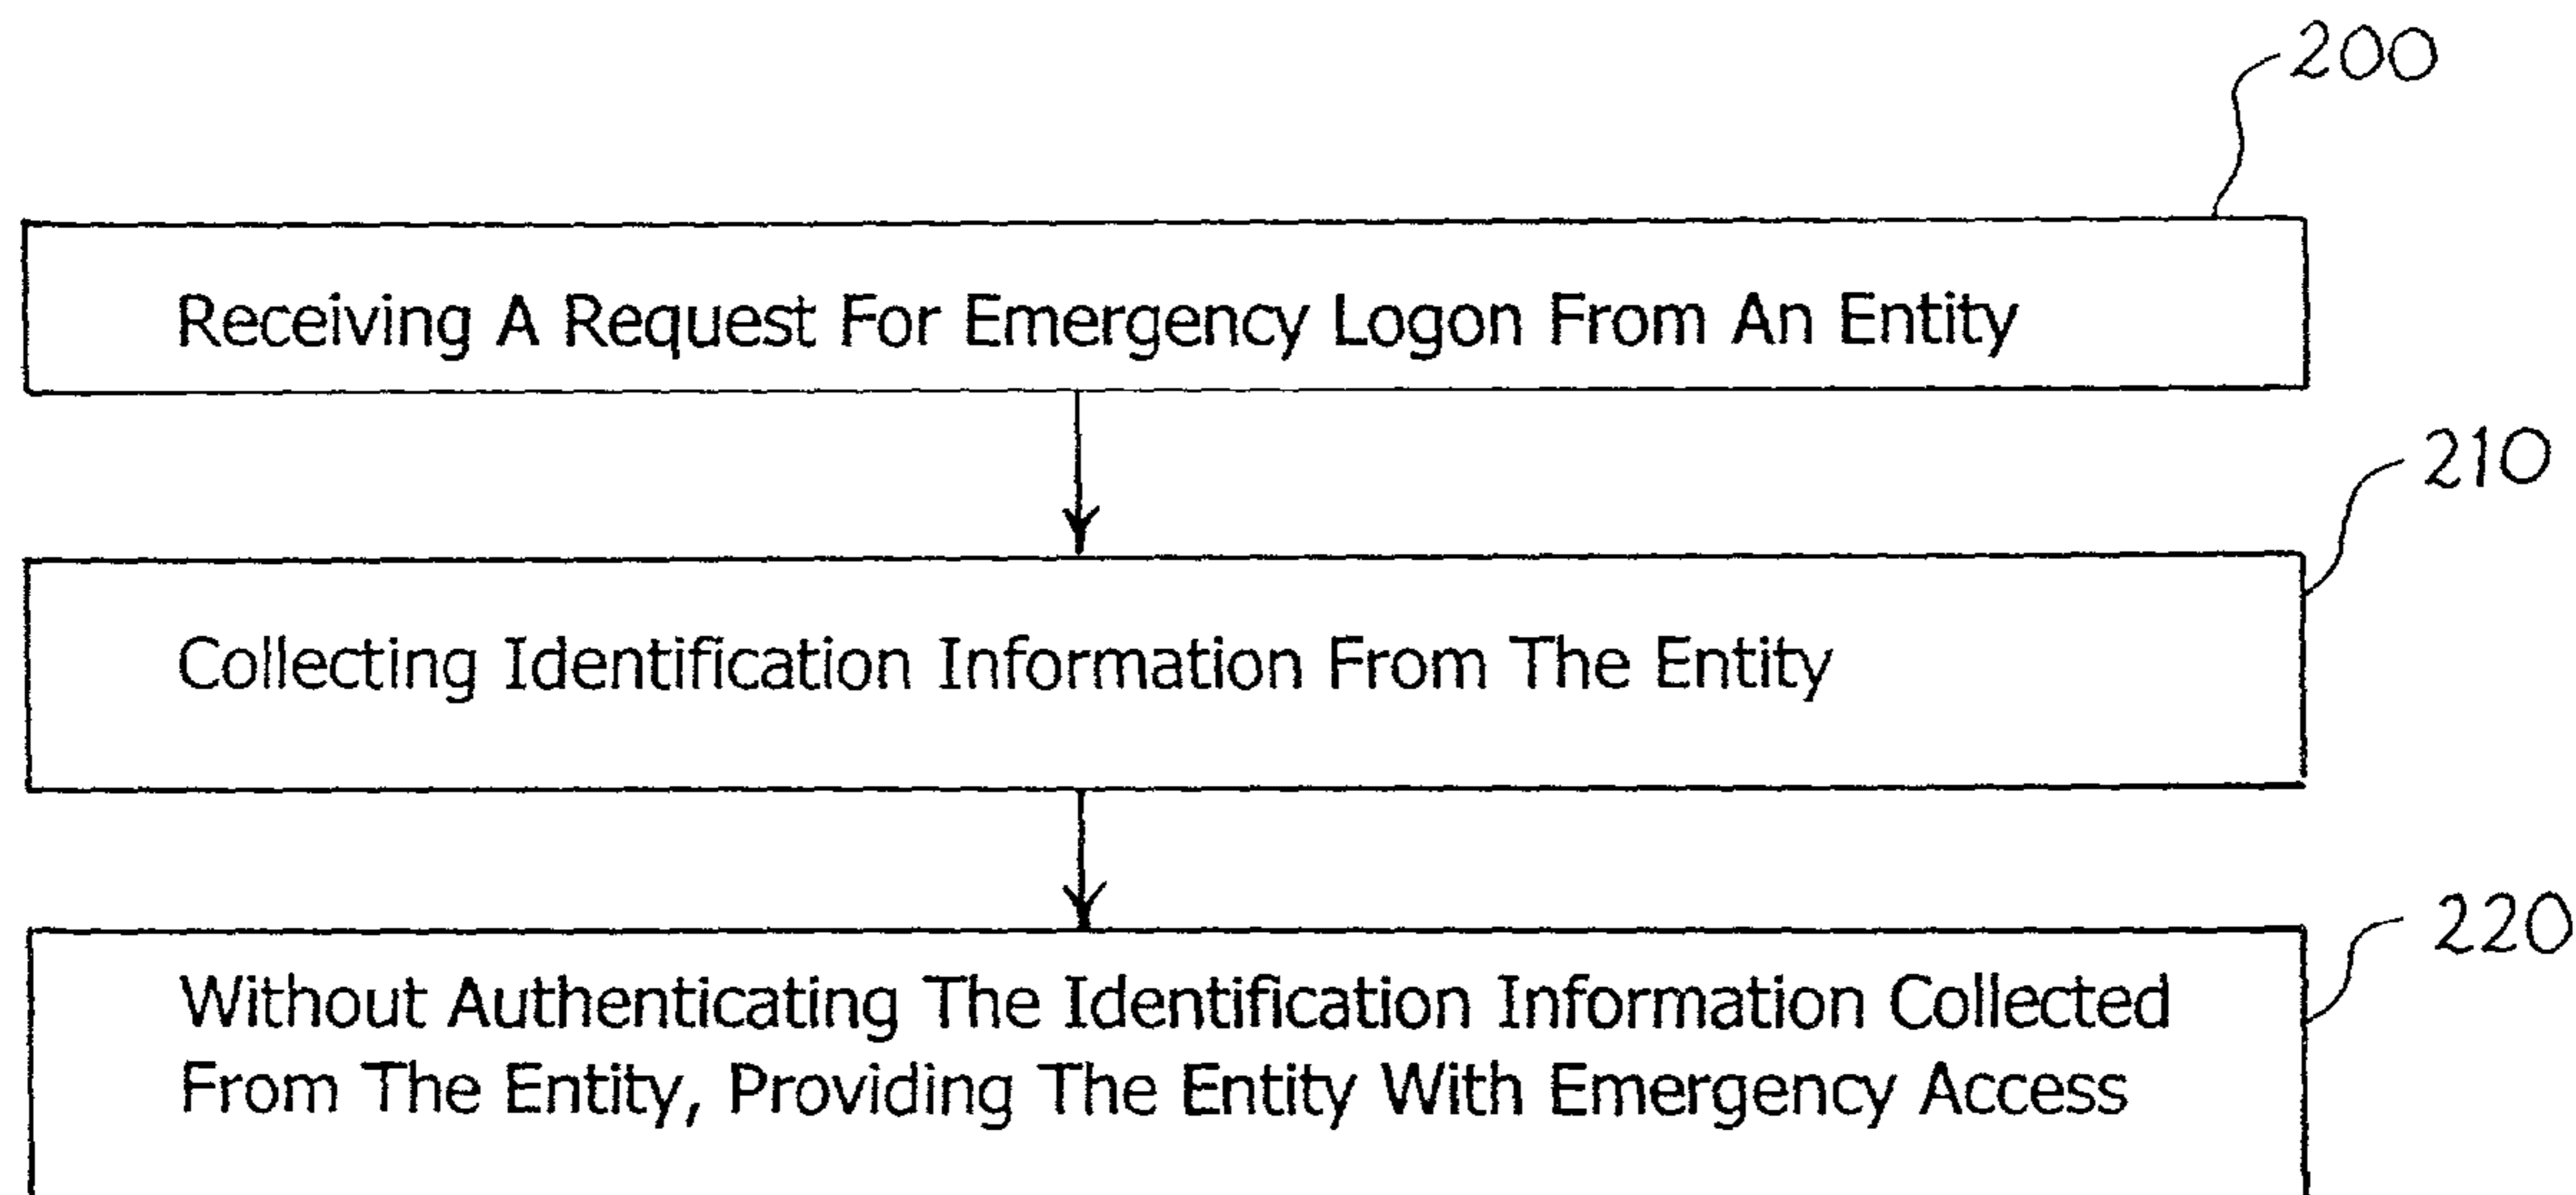 200
Receiving A Request For Emergency Logon From An Entity
210
Collecting Identification Information From The Entity
220
Without Authenticating The Identification Information Collected
From The Entity, Providing The Entity With Emergency Access